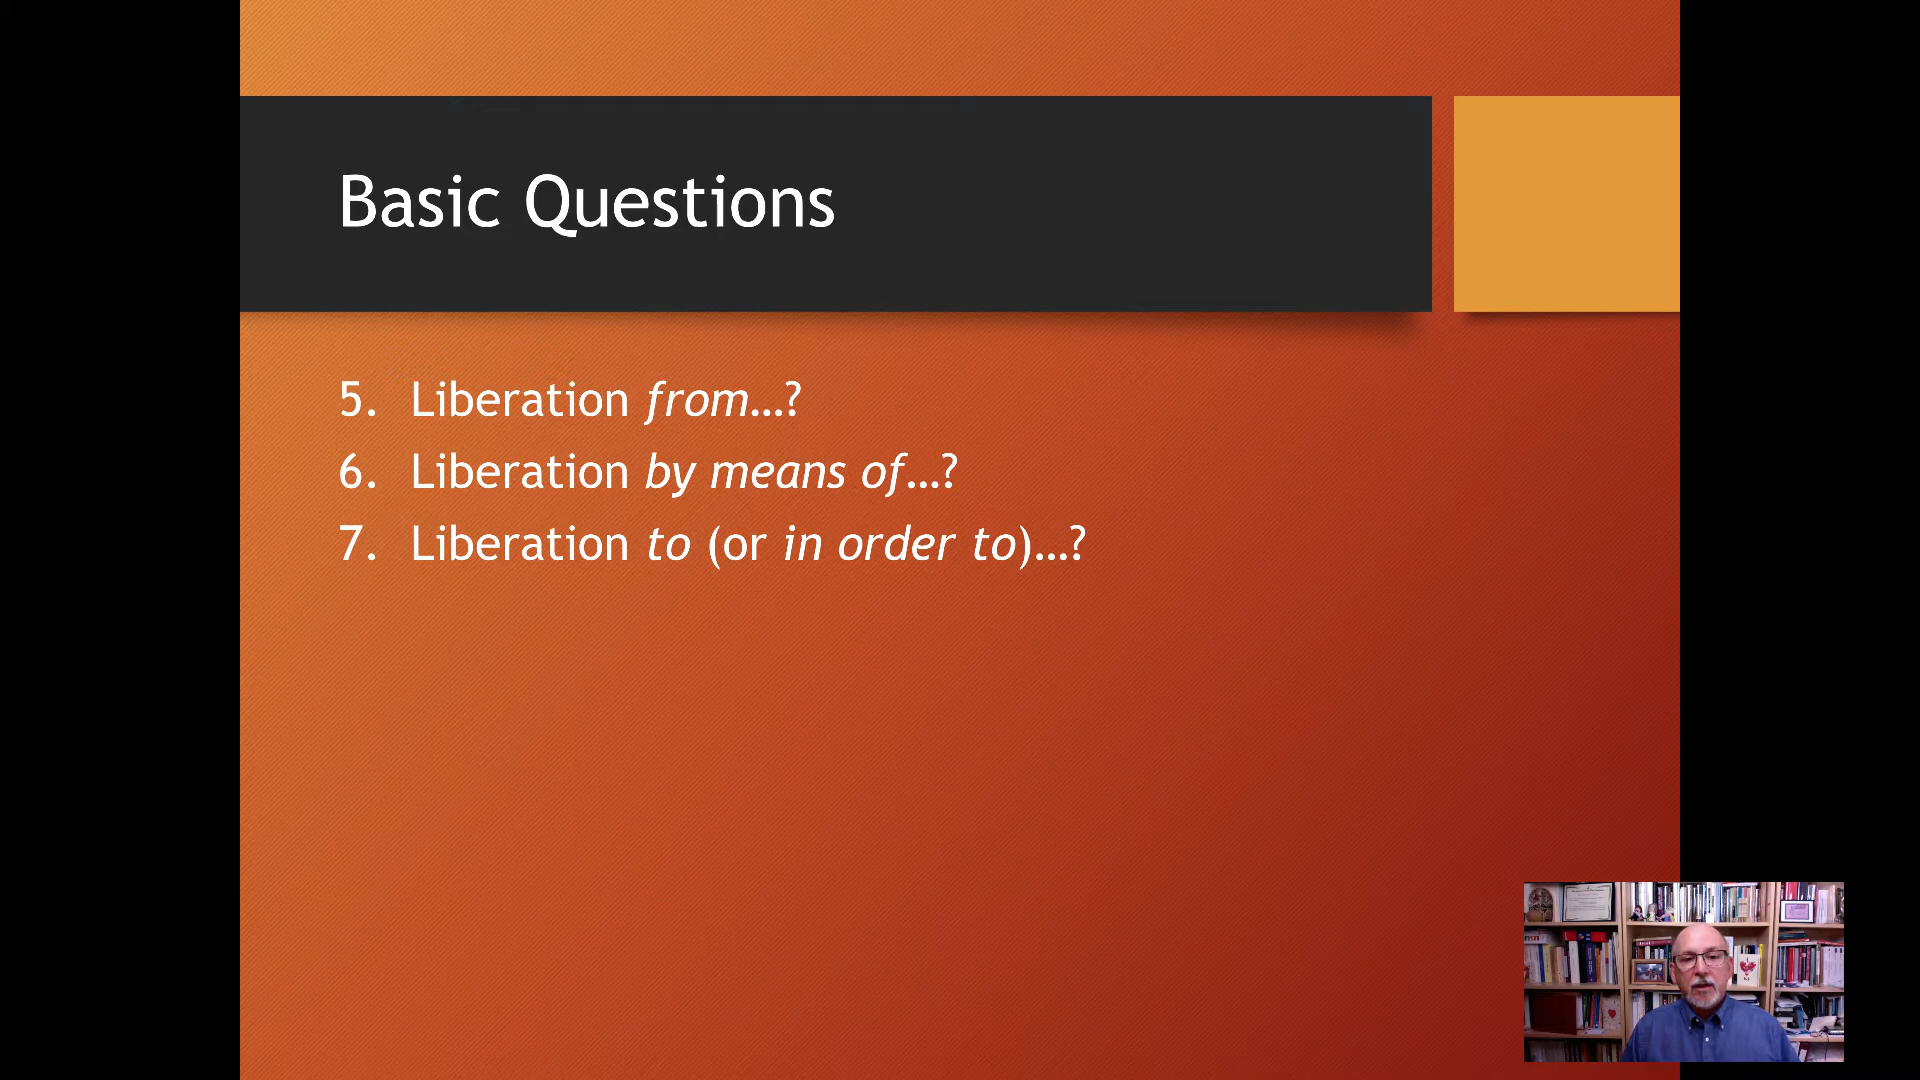 Basic Questions
5. Liberation from...?
6. Liberation by means of...?
7. Liberation to (or in order to)...?